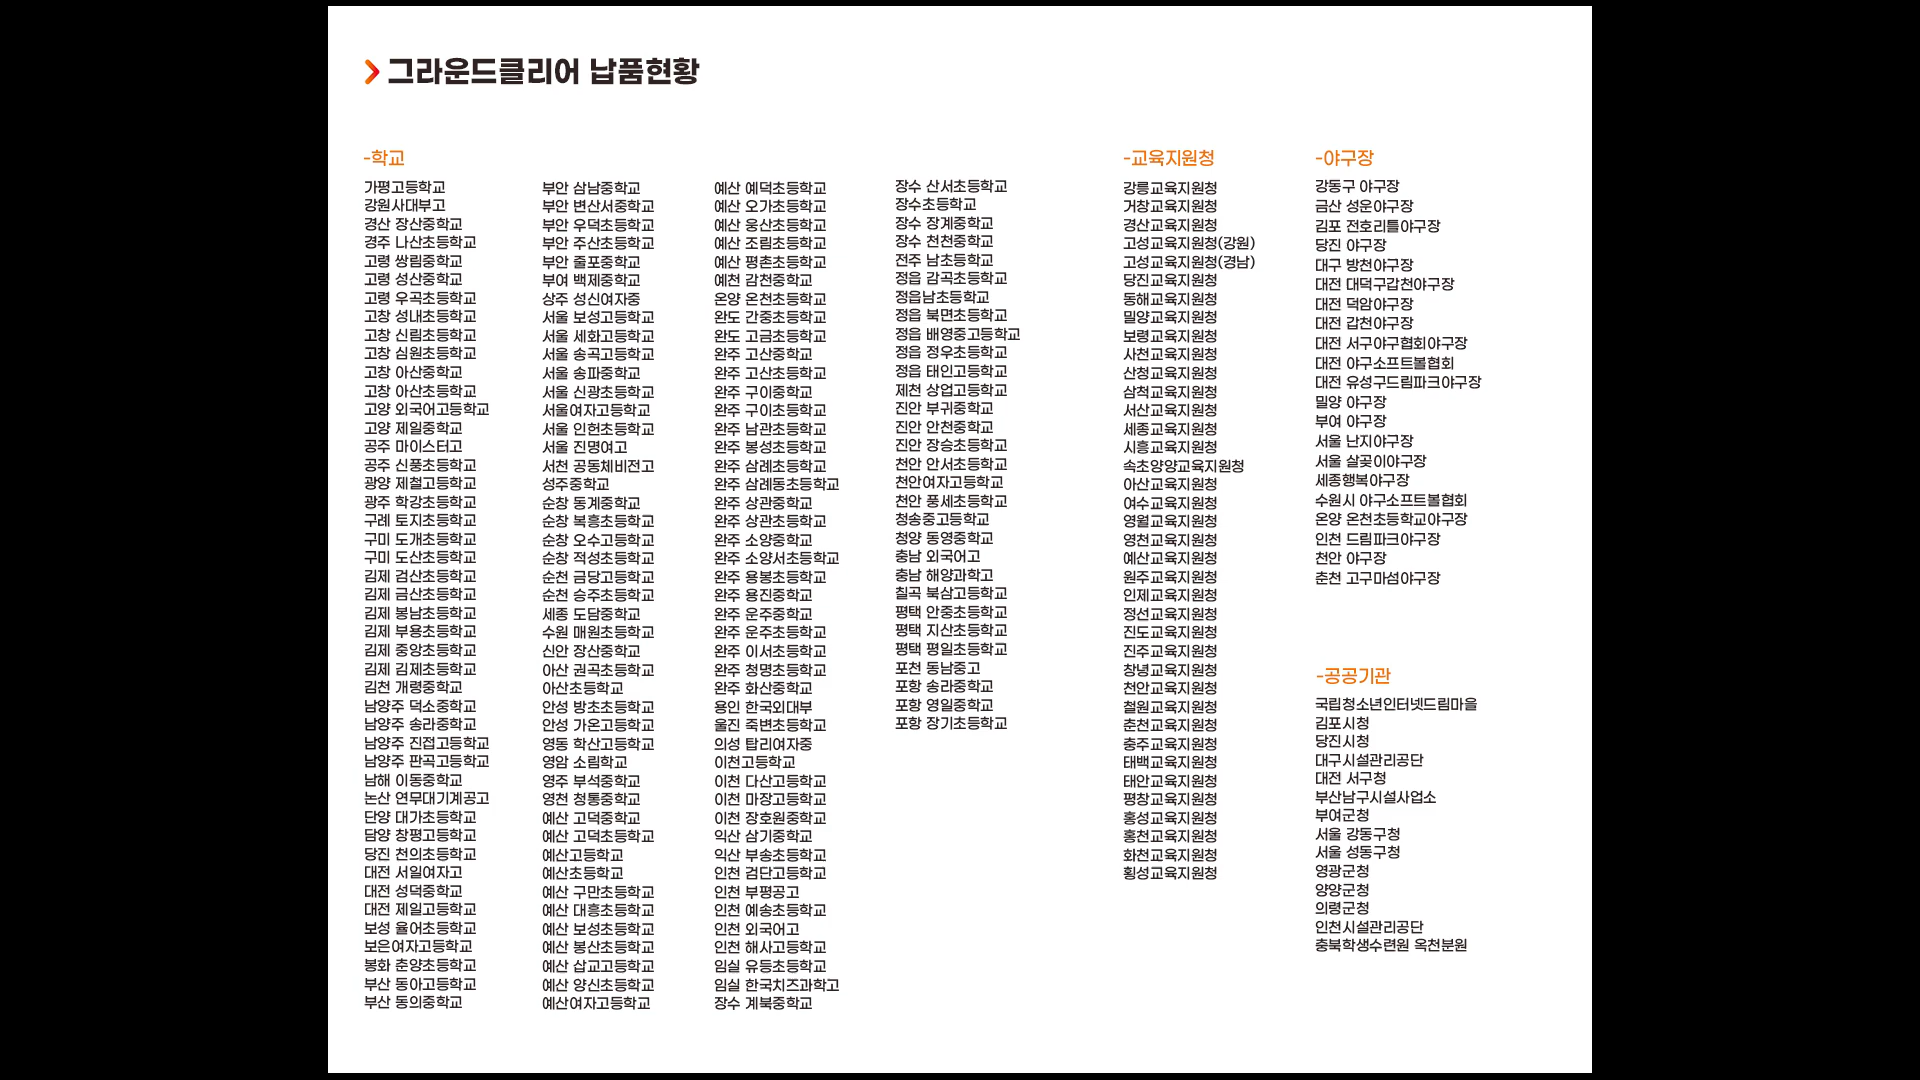 그라운드클리어 납품현황
-학교
가평고등학교
강원사대부고
경산 장산중학교
경주 나산초등학교
고령 쌍림중학교
고령 성산중학교
고령 우곡초등학교
고창 성내초등학교
고창 신림초등학교
고창 심원초등학교
고창 아산중학교
고창 아산초등학교
고양 외국어고등학교
고양 제일중학교
공주 마이스터고
공주 신풍초등학교
광양 제철고등학교
광주 학강초등학교
구례 토지초등학교
구미 도개초등학교
구미 도산초등학교
김제 검산초등학교
김제 금산초등학교
김제 봉남초등학교
김제 부용초등학교
김제 중앙초등학교
김제 김제초등학교
김천 개령중학교
남양주 덕소중학교
남양주 송라중학교
남양주 진접고등학교
남양주 판곡고등학교
남해 이동중학교
논산 연무대기계공고
단양 대가초등학교
담양 창평고등학교
당진 천의초등학교
대전 서일여자고
대전 성덕중학교
대전 제일고등학교
보성 율어초등학교
보은여자고등학교
봉화 춘양초등학교
부산 동아고등학교
부산 동의중학교
부안 삼남중학교
부안 변산서중학교
부안 우덕초등학교
부안 주산초등학교
부안 줄포중학교
부여 백제중학교
상주 성신여자중
서울 보성고등학교
서울 세화고등학교
서울 송곡고등학교
서울 송파중학교
서울 신광초등학교
서울여자고등학교
서울 인헌초등학교
서울 진명여고
서천 공동체비전고
성주중학교
순창 동계중학교
순창 복흥초등학교
순창 오수고등학교
순창 적성초등학교
순천 금당고등학교
순천 승주초등학교
세종 도담중학교
수원 매원초등학교
신안 장산중학교
아산 권곡초등학교
아산초등학교
안성 방초초등학교
안성 가온고등학교
영동 학산고등학교
영암 소림학교
영주 부석중학교
영천 청통중학교
예산 고덕중학교
예산 고덕초등학교
예산고등학교
예산초등학교
예산 구만초등학교
예산 대흥초등학교
예산 보성초등학교
예산 봉산초등학교
예산 삽교고등학교
예산 양신초등학교
예산여자고등학교
예산 예덕초등학교
예산 오가초등학교
예산 웅산초등학교
예산 조림초등학교
예산 평촌초등학교
예천 감천중학교
온양 온천초등학교
완도 간중초등학교
완도 고금초등학교
완주 고산중학교
완주 고산초등학교
완주 구이중학교
완주 구이초등학교
완주 남관초등학교
완주 봉성초등학교
완주 삼례초등학교
완주 삼례동초등학교
완주 상관중학교
완주 상관초등학교
완주 소양중학교
완주 소양서초등학교
완주 용봉초등학교
완주 용진중학교
완주 운주중학교
완주 운주초등학교
완주 이서초등학교
완주 청명초등학교
완주 화산중학교
용인 한국외대부
울진 죽변초등학교
의성 탑리여자중
이천고등학교
이천 다산고등학교
이천 마장고등학교
이천 장호원중학교
익산 삼기중학교
익산 부송초등학교
인천 검단고등학교
인천 부평공고
인천 예송초등학교
인천 외국어고
인천 해사고등학교
임실 유등초등학교
임실 한국치즈과학고
장수 계북중학교
장수 산서초등학교
장수초등학교
장수 장계중학교
장수 천천중학교
전주 남초등학교
정읍 감곡초등학교
정읍남초등학교
정읍 북면초등학교
정읍 배영중고등학교
정읍 정우초등학교
정읍 태인고등학교
제천 상업고등학교
진안 부귀중학교
진안 안천중학교
진안 장승초등학교
천안 안서초등학교
천안여자고등학교
천안 풍세초등학교
청송중고등학교
청양 동영중학교
충남 외국어고
충남 해양과학고
칠곡 북삼고등학교
평택 안중초등학교
평택 지산초등학교
평택 평일초등학교
포천 동남중고
포항 송라중학교
포항 영일중학교
포항 장기초등학교
-교육지원청
강릉교육지원청
거창교육지원청
경산교육지원청
고성교육지원청(강원)
고성교육지원청(경남)
당진교육지원청
동해교육지원청
밀양교육지원청
보령교육지원청
사천교육지원청
산청교육지원청
삼척교육지원청
서산교육지원청
세종교육지원청
시흥교육지원청
속초양양교육지원청
아산교육지원청
여수교육지원청
영월교육지원청
영천교육지원청
예산교육지원청
원주교육지원청
인제교육지원청
정선교육지원청
진도교육지원청
진주교육지원청
창녕교육지원청
천안교육지원청
철원교육지원청
춘천교육지원청
충주교육지원청
태백교육지원청
태안교육지원청
평창교육지원청
홍성교육지원청
홍천교육지원청
화천교육지원청
횡성교육지원청
-야구장
강동구 야구장
금산 성운야구장
김포 전호리틀야구장
당진 야구장
대구 방천야구장
대전 대덕구갑천야구장
대전 덕암야구장
대전 갑천야구장
대전 서구야구협회야구장
대전 야구소프트볼협회
대전 유성구드림파크야구장
밀양 야구장
부여 야구장
서울 난지야구장
서울 살곶이야구장
세종행복야구장
수원시 야구소프트볼협회
온양 온천초등학교야구장
인천 드림파크야구장
천안 야구장
춘천 고구마섬야구장
-공공기관
국립청소년인터넷드림마을
김포시청
당진시청
대구시설관리공단
대전 서구청
부산남구시설사업소
부여군청
서울 강동구청
서울 성동구청
영광군청
양양군청
의령군청
인천시설관리공단
충북학생수련원 옥천분원